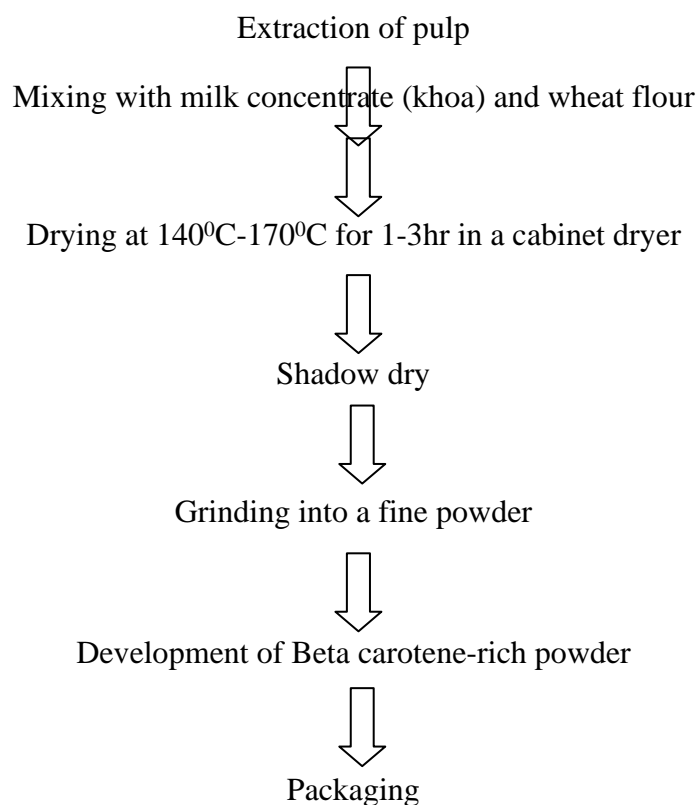 Extraction of pulp
Mixing with milk concentrate (khoa) and wheat flour
Drying at 140⁰C-170⁰C for 1-3hr in a cabinet dryer
Shadow dry
Grinding into a fine powder
Development of Beta carotene-rich powder
Packaging